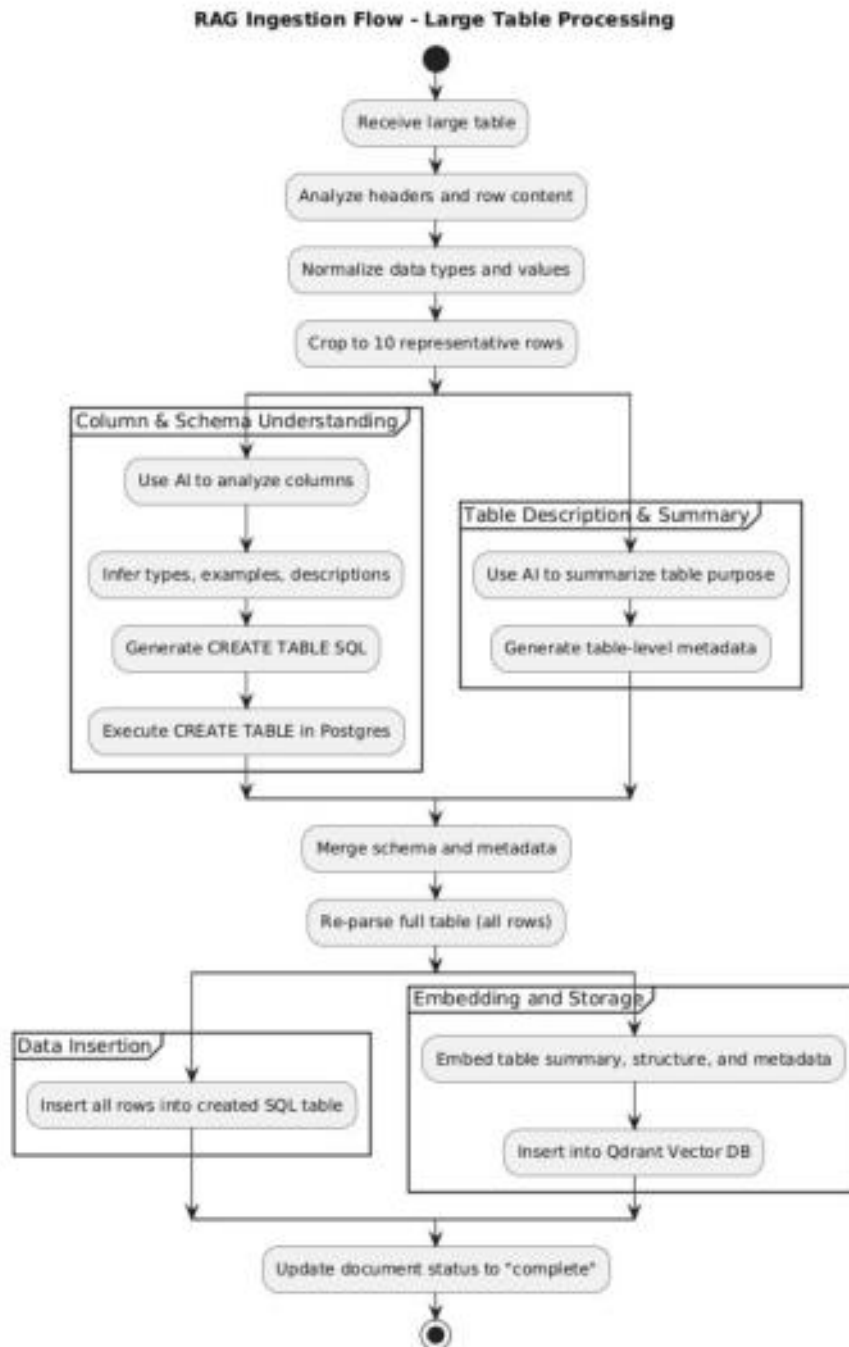 RAG Ingestion Flow - Large Table Processing
Receive large table
Analyze headers and row content
Normalize data types and values
Crop to 10 representative rows
Column & Schema Understanding
Use AI to analyze columns
Infer types, examples, descriptions
Generate CREATE TABLE SQL
Execute CREATE TABLE in Postgres
Table Description & Summary
Use AI to summarize table purpose
Generate table-level metadata
Merge schema and metadata
Re-parse full table (all rows)
Data Insertion
Insert all rows into created SQL table
Embedding and Storage
Embed table summary, structure, and metadata
Insert into Qdrant Vector DB
Update document status to "complete"